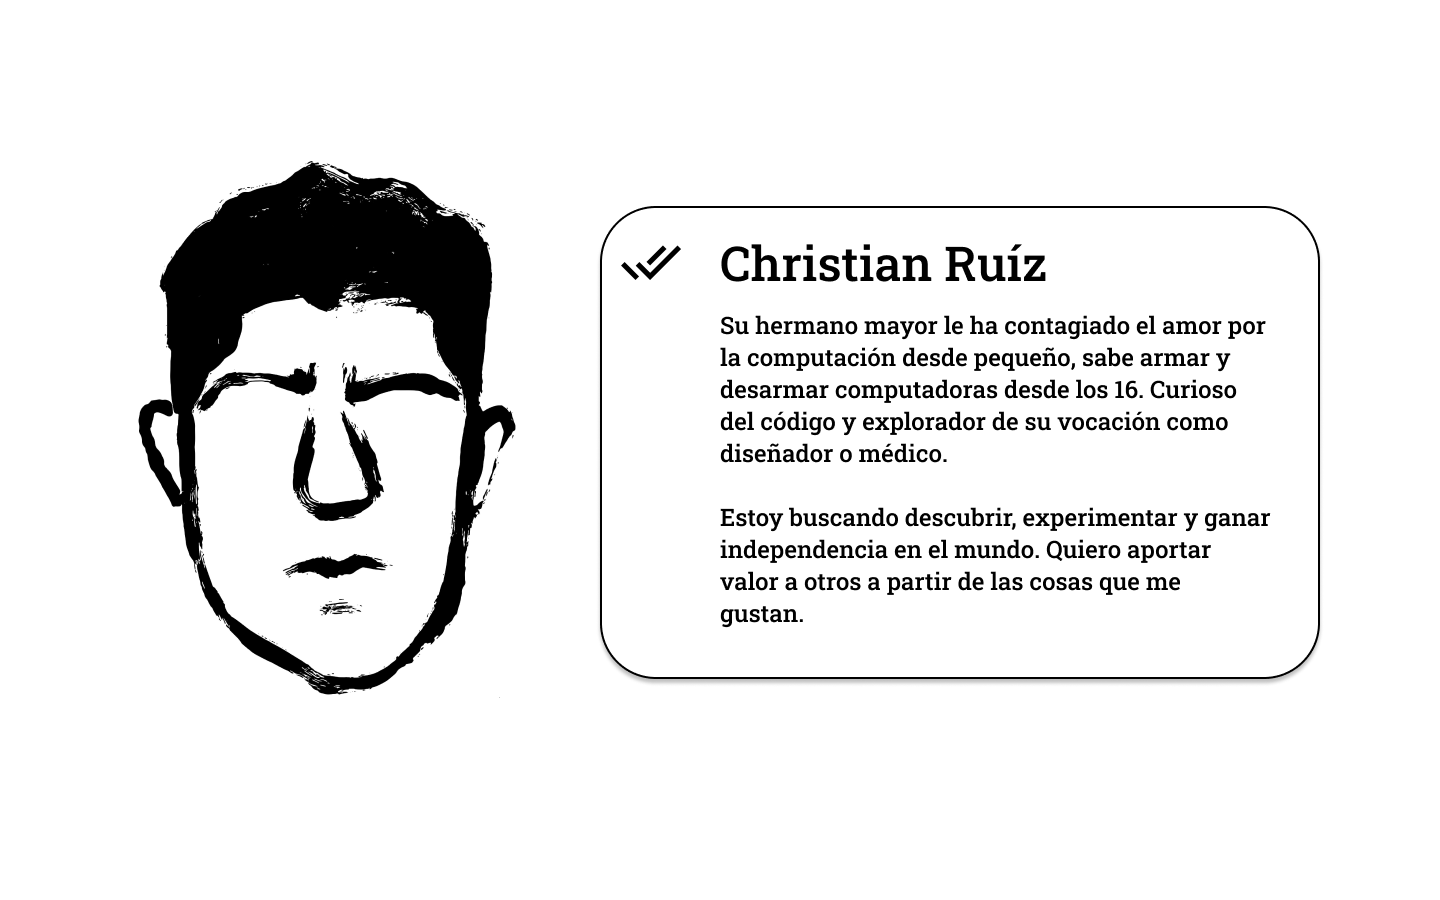 Christian Ruíz
Su hermano mayor le ha contagiado el amor por
la computación desde pequeño, sabe armar y
desarmar computadoras desde los 16. Curioso
del código y explorador de su vocación como
diseñador o médico.
Estoy buscando descubrir, experimentar y ganar
independencia en el mundo. Quiero aportar
valor a otros a partir de las cosas que me
gustan.